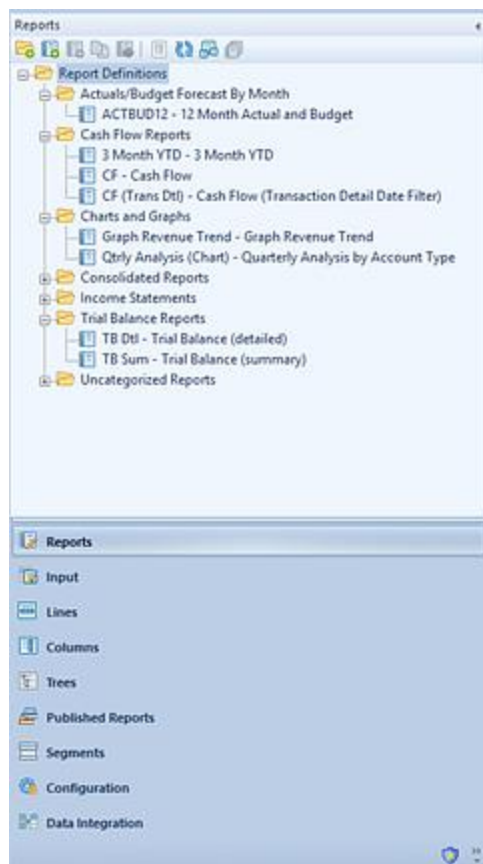 Reports
Report Definitions
Actuals/Budget Forecast By Month
ACTBUD12 - 12 Month Actual and Budget
Cash Flow Reports
3 Month YTD - 3 Month YTD
CF - Cash Flow
CF (Trans Dtl) - Cash Flow (Transaction Detail Date Filter)
Charts and Graphs
Graph Revenue Trend - Graph Revenue Trend
Qtrly Analysis (Chart) - Quarterly Analysis by Account Type
Consolidated Reports
Income Statements
Trial Balance Reports
TB Dtl - Trial Balance (detailed)
TB Sum - Trial Balance (summary)
Uncategorized Reports
Reports
Input
Lines
Columns
Trees
Published Reports
Segments
Configuration
Data Integration